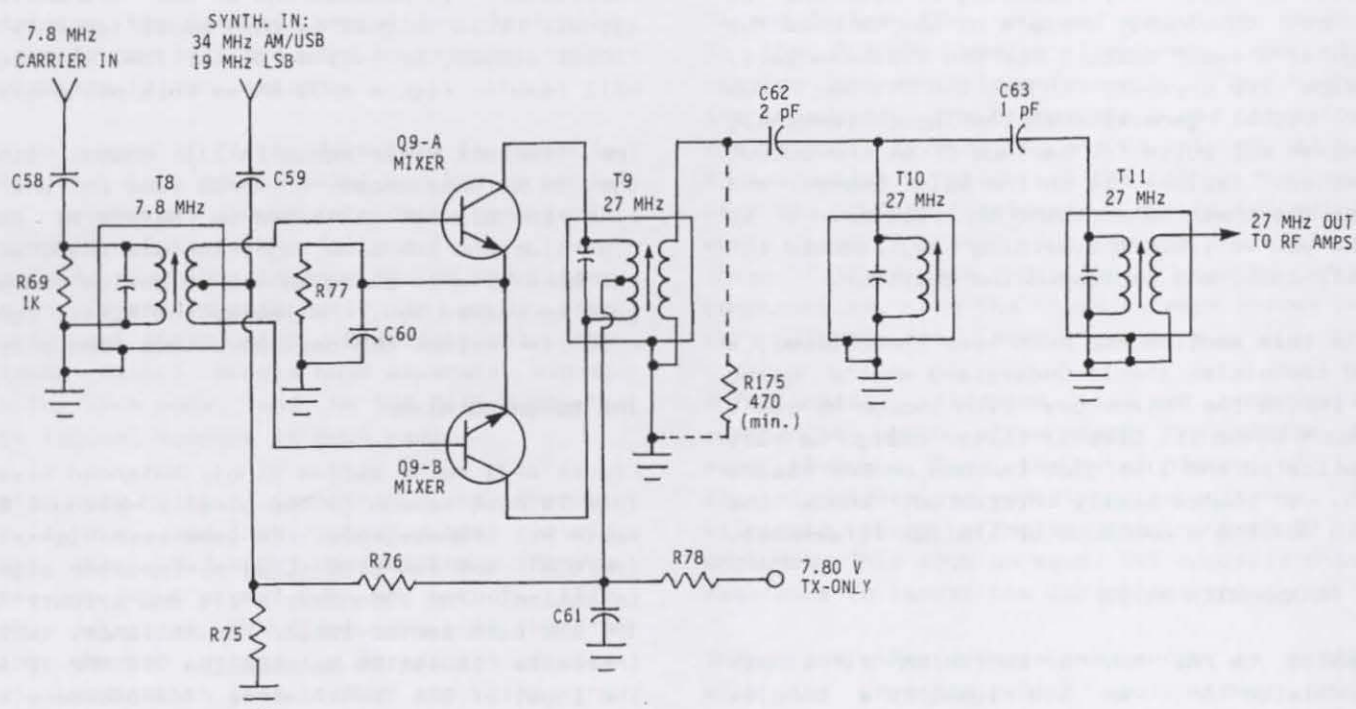 SYNTH. IN:
7.8 MHz
34 MHz AM/USB
CARRIER IN
19 MHz LSB
C62
2 pF
C63
1 pF
Q9-A
MIXER
C58
T8
C59
7.8 MHz
T9
27 MHz
T10
27 MHz
T11
27 MHz
27 MHz OUT
TO RF AMPS
R69
1K
R77
C60
R175
470
(min.)
Q9-B
MIXER
R76
R78
7.80 V
TX-ONLY
R75
C61